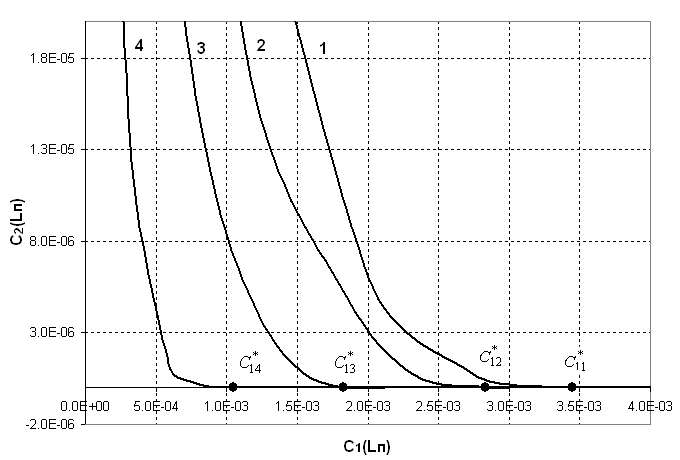 4
3
2
1
1.8E-05
1.3E-05
8.0E-06
3.0E-06
-2.0E-06
C₂(Lп)
C*₁₄
C*₁₃
C*₁₂
C*₁₁
0.0E+00 5.0E-04 1.0E-03 1.5E-03 2.0E-03 2.5E-03 3.0E-03 3.5E-03 4.0E-03
C₁(Lп)